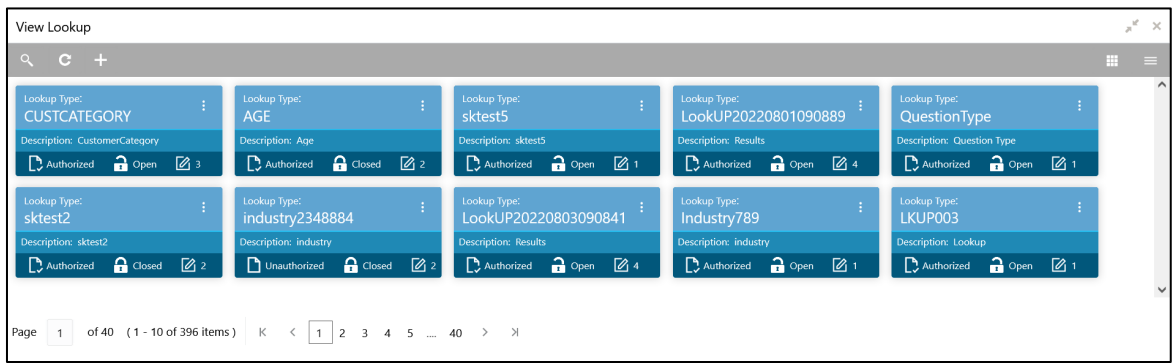 View Lookup
Lookup Type: Lookup Type: Lookup Type: Lookup Type: Lookup Type:
CUSTCATEGORY AGE sktest5 LookUP20220801090889 QuestionType
Description: CustomerCategory Description: Age Description: sktest5 Description: Results Description: Question Type
Authorized Open 3 Authorized Closed 2 Authorized Open 1 Authorized Open 4 Authorized Open 1
Lookup Type: Lookup Type: Lookup Type: Lookup Type: Lookup Type:
sktest2 industry2348884 LookUP20220803090841 Industry789 LKUP003
Description: sktest2 Description: industry Description: Results Description: industry Description: Lookup
Authorized Closed 2 Unauthorized Closed 2 Authorized Open 4 Authorized Open 1 Authorized Open 1
Page 1 of 40 ( 1 - 10 of 396 items ) 1 2 3 4 5 .... 40